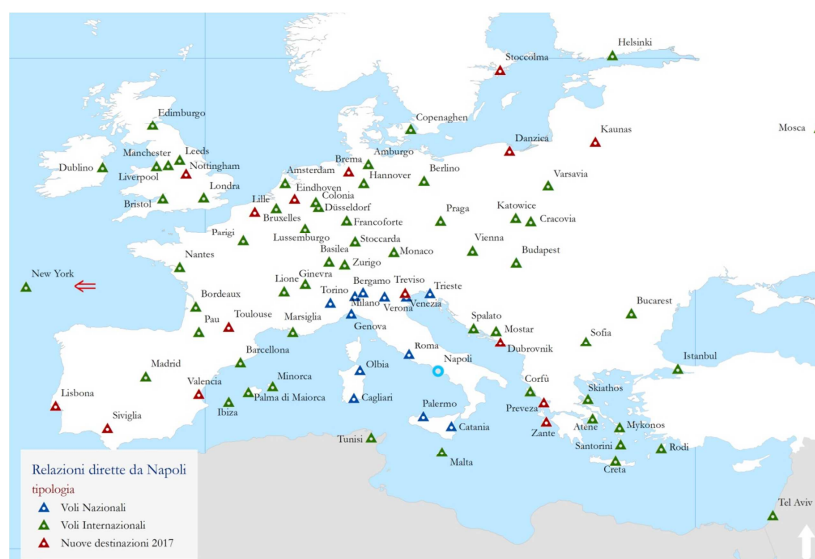 Helsinki
Stoccolma
Edimburgo
Copenaghen
Kaunas
Mosca
Danzica
Manchester
Leeds
Dublino
Nottingham
Liverpool
Brema
Amburgo
Amsterdam
Hannover
Berlino
Varsavia
Bristol
Londra
Lille
Eindhoven
Colonia
Düsseldorf
Bruxelles
Francoforte
Praga
Katowice
Cracovia
Parigi
Lussemburgo
Stoccarda
Basilea
Monaco
Vienna
Budapest
Nantes
Zurigo
New York
Ginevra
Lione
Bergamo
Treviso
Trieste
Torino
Milano
Verona
Venezia
Bordeaux
Toulouse
Marsiglia
Genova
Pau
Spalato
Mostar
Bucarest
Sofia
Dubrovnik
Barcellona
Roma
Napoli
Istanbul
Madrid
Olbia
Minorca
Valencia
Palma di Maiorca
Ibiza
Lisbona
Siviglia
Cagliari
Palermo
Catania
Corfù
Skiathos
Preveza
Zante
Atene
Mykonos
Santorini
Rodi
Creta
Tunisi
Malta
Tel Aviv
Relazioni dirette da Napoli
tipologia
Voli Nazionali
Voli Internazionali
Nuove destinazioni 2017